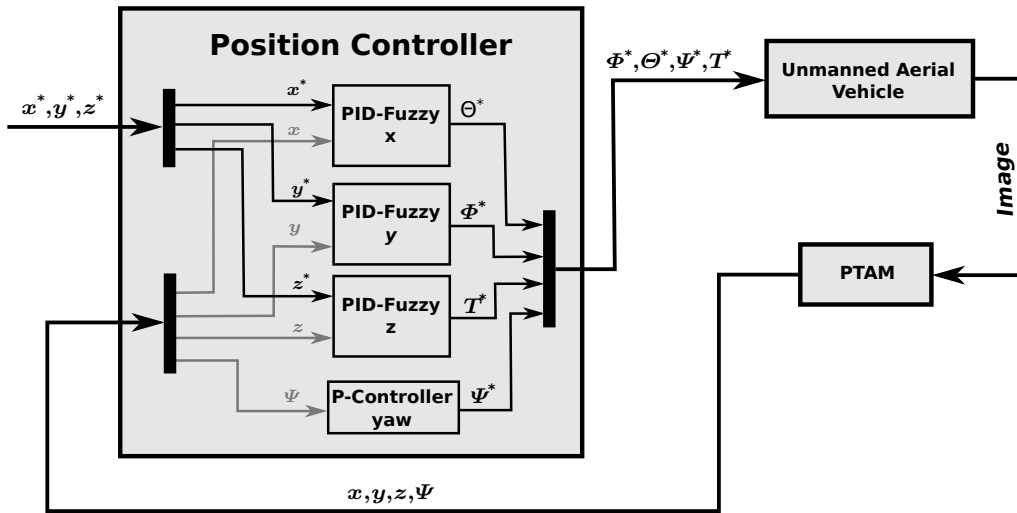 Position Controller
x*,y*,z*
x*
PID-Fuzzy
x
x
Θ*
y*
PID-Fuzzy
y
y
Φ*
z*
PID-Fuzzy
z
z
T*
Ψ
P-Controller
yaw
Ψ*
Φ*,Θ*,Ψ*,T*
Unmanned Aerial
Vehicle
Image
PTAM
x,y,z,Ψ